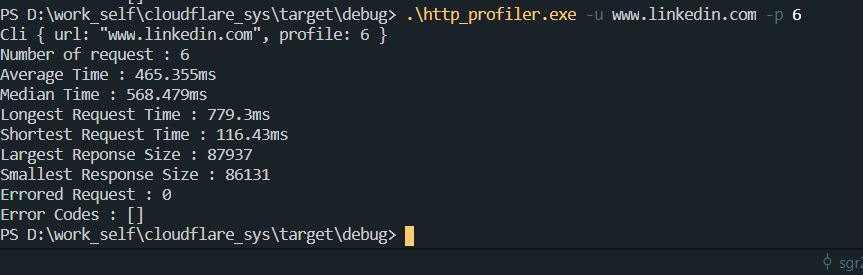 PS D:\work_self\cloudflare_sys\target\debug> .\http_profiler.exe -u www.linkedin.com -p 6
Cli { url: "www.linkedin.com", profile: 6 }
Number of request : 6
Average Time : 465.355ms
Median Time : 568.479ms
Longest Request Time : 779.3ms
Shortest Request Time : 116.43ms
Largest Reponse Size : 87937
Smallest Response Size : 86131
Errored Request : 0
Error Codes : []
PS D:\work_self\cloudflare_sys\target\debug>